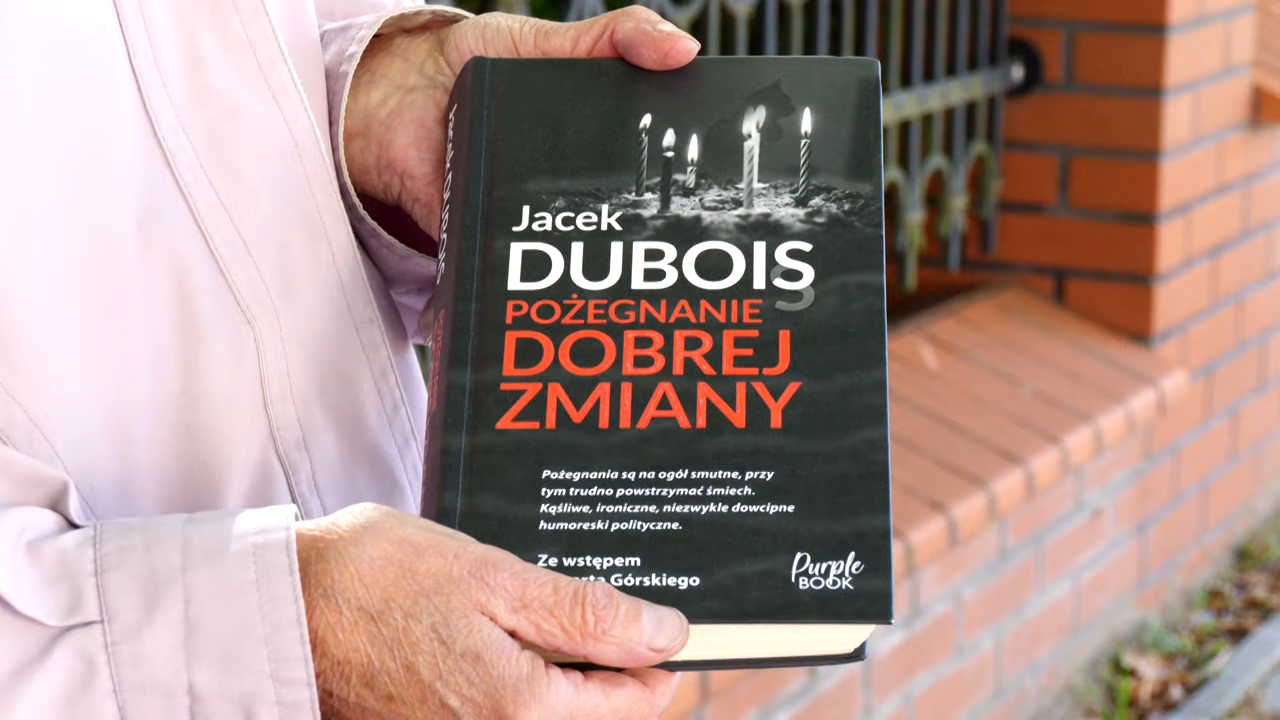 Jacek
DUBOIS
POŻEGNANIE
DOBREJ
ZMIANY
Pożegnania są na ogół smutne, przy
tym trudno powstrzymać śmiech.
Kąśliwe, ironiczne, niezwykle dowcipne
humoreski polityczne.
Ze wstępem
Górskiego
Purple
BOOK